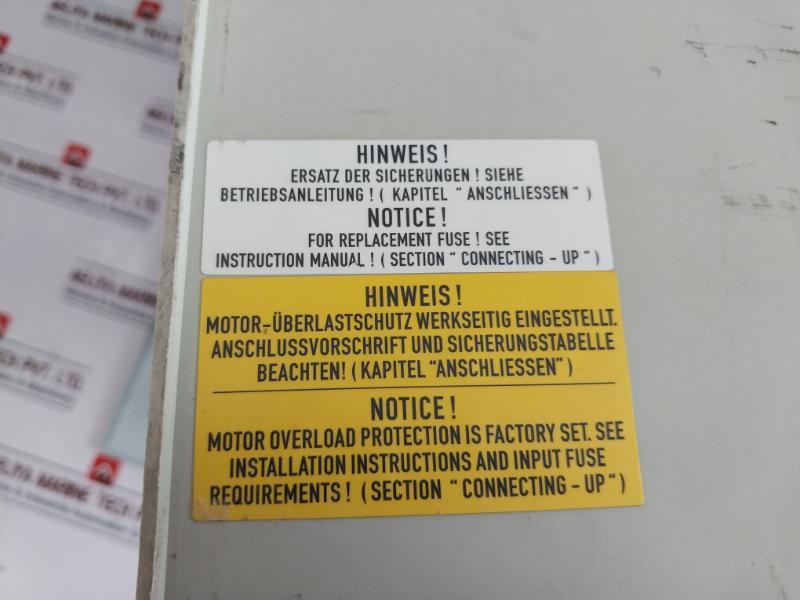 HINWEIS !
ERSATZ DER SICHERUNGEN ! SIEHE
BETRIEBSANLEITUNG ! ( KAPITEL " ANSCHLIESSEN " )
NOTICE !
FOR REPLACEMENT FUSE ! SEE
INSTRUCTION MANUAL ! ( SECTION " CONNECTING - UP " )
HINWEIS !
MOTOR-ÜBERLASTSCHUTZ WERKSEITIG EINGESTELLT.
ANSCHLUSSVORSCHRIFT UND SICHERUNGSTABELLE
BEACHTEN! ( KAPITEL "ANSCHLIESSEN" )
NOTICE !
MOTOR OVERLOAD PROTECTION IS FACTORY SET. SEE
INSTALLATION INSTRUCTIONS AND INPUT FUSE
REQUIREMENTS ! ( SECTION " CONNECTING - UP " )